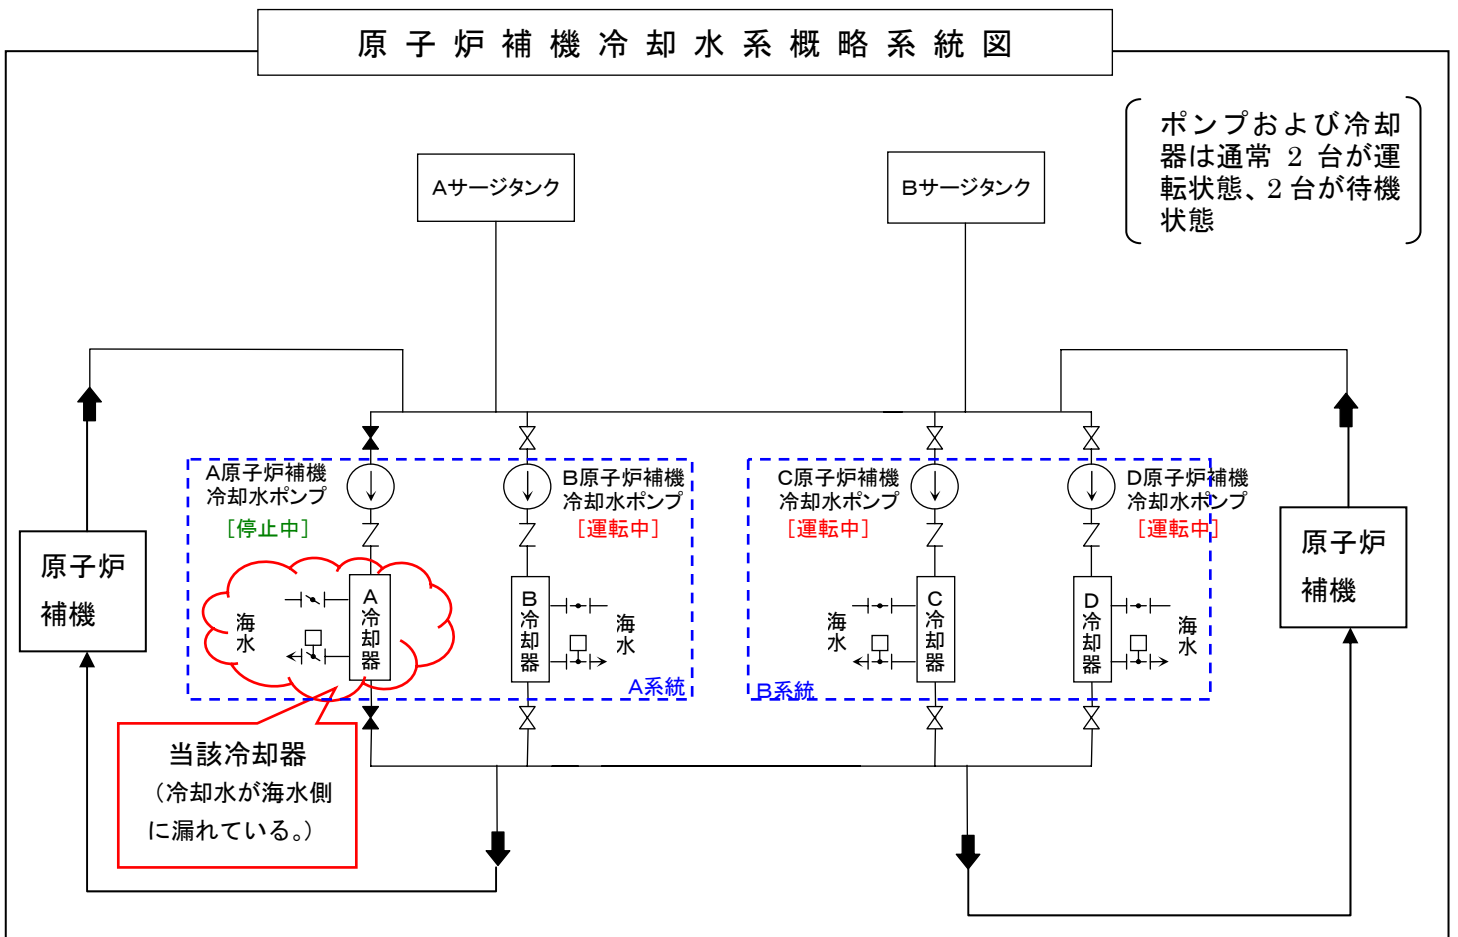 原子炉補機冷却水系概略系統図
ポンプおよび冷却
器は通常 2 台が運
転状態、2 台が待機
状態
Aサージタンク
Bサージタンク
A原子炉補機
冷却水ポンプ
[停止中]
B原子炉補機
冷却水ポンプ
[運転中]
C原子炉補機
冷却水ポンプ
[運転中]
D原子炉補機
冷却水ポンプ
[運転中]
原子炉
補機
原子炉
補機
海水
A冷却器
B冷却器
海水
海水
C冷却器
D冷却器
海水
A系統
B系統
当該冷却器
（冷却水が海水側
に漏れている。）